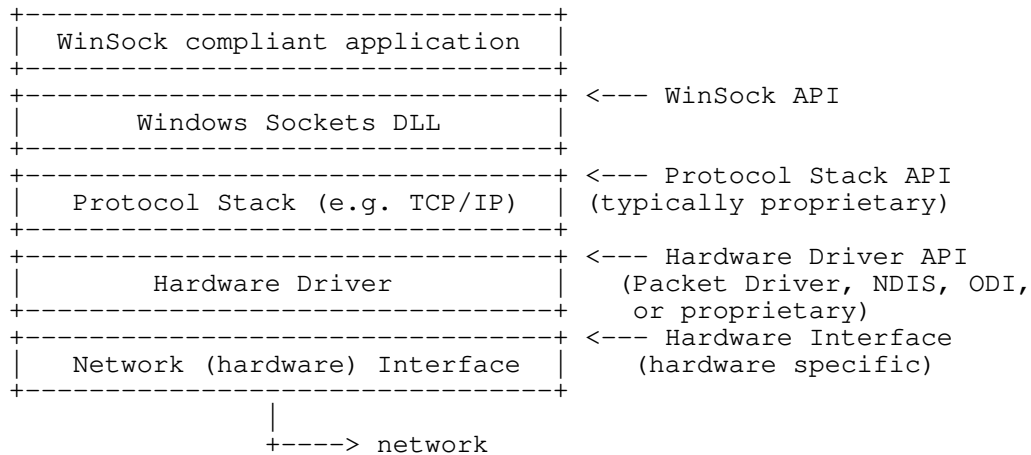 WinSock compliant application
<--- WinSock API
Windows Sockets DLL
<--- Protocol Stack API
Protocol Stack (e.g. TCP/IP) (typically proprietary)
<--- Hardware Driver API
Hardware Driver (Packet Driver, NDIS, ODI,
or proprietary)
<--- Hardware Interface
Network (hardware) Interface (hardware specific)
+----> network